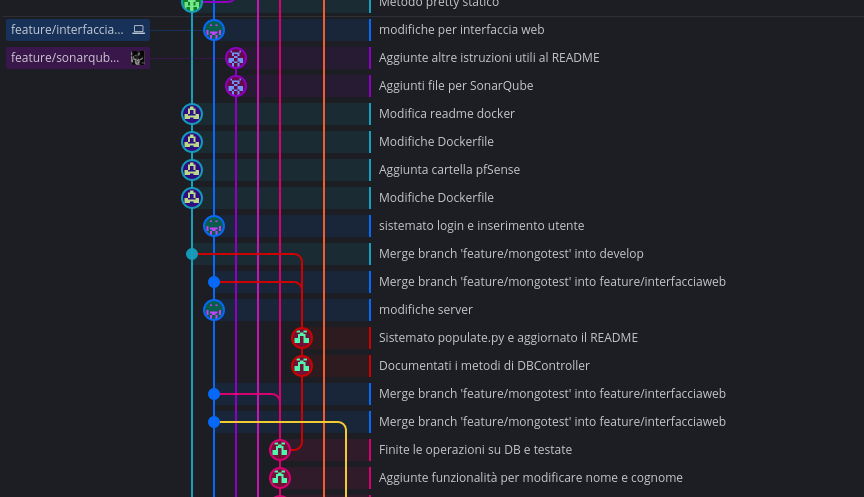 Metodo pretty statico
feature/interfaccia...
modifiche per interfaccia web
feature/sonarqub...
Aggiunte altre istruzioni utili al README
Aggiunti file per SonarQube
Modifica readme docker
Modifiche Dockerfile
Aggiunta cartella pfSense
Modifiche Dockerfile
sistemato login e inserimento utente
Merge branch 'feature/mongotest' into develop
Merge branch 'feature/mongotest' into feature/interfacciaweb
modifiche server
Sistemato populate.py e aggiornato il README
Documentati i metodi di DBController
Merge branch 'feature/mongotest' into feature/interfacciaweb
Merge branch 'feature/mongotest' into feature/interfacciaweb
Finite le operazioni su DB e testate
Aggiunte funzionalità per modificare nome e cognome